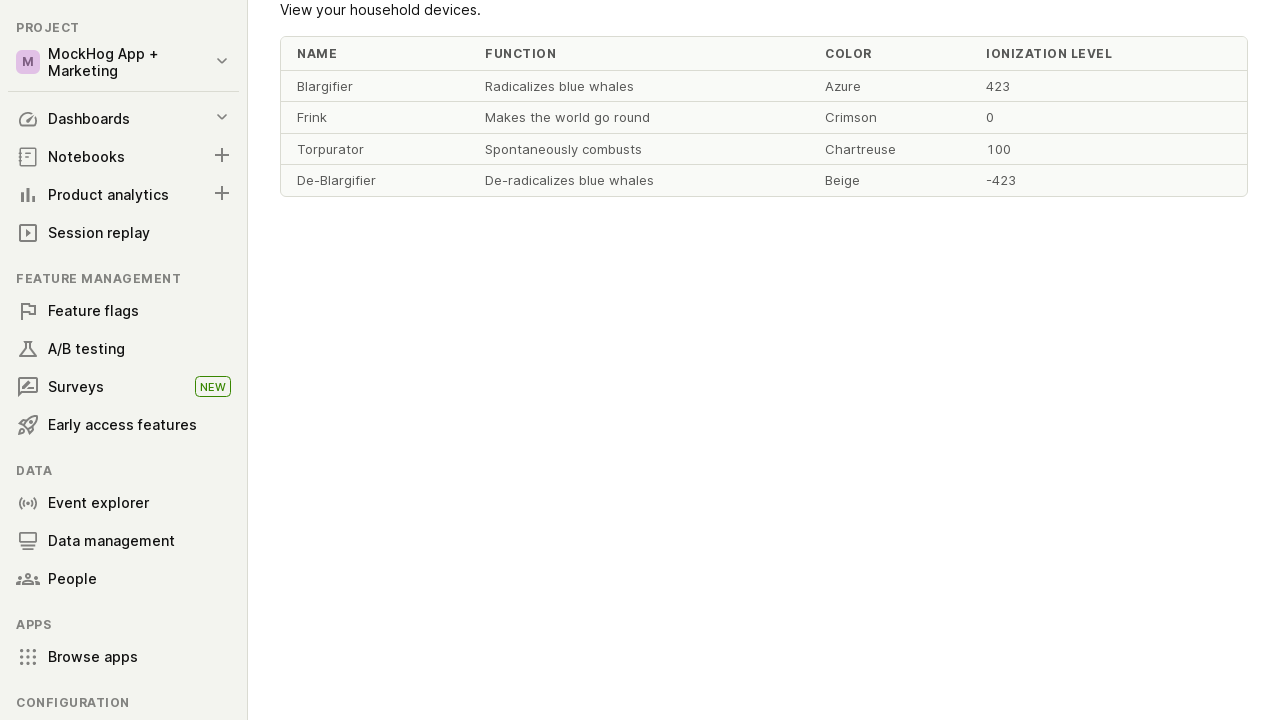 PROJECT
M
MockHog App +
Marketing
Dashboards
Notebooks
Product analytics
Session replay
FEATURE MANAGEMENT
Feature flags
A/B testing
Surveys NEW
Early access features
DATA
Event explorer
Data management
People
APPS
Browse apps
CONFIGURATION
View your household devices.
NAME FUNCTION COLOR IONIZATION LEVEL
Blargifier Radicalizes blue whales Azure 423
Frink Makes the world go round Crimson 0
Torpurator Spontaneously combusts Chartreuse 100
De-Blargifier De-radicalizes blue whales Beige -423